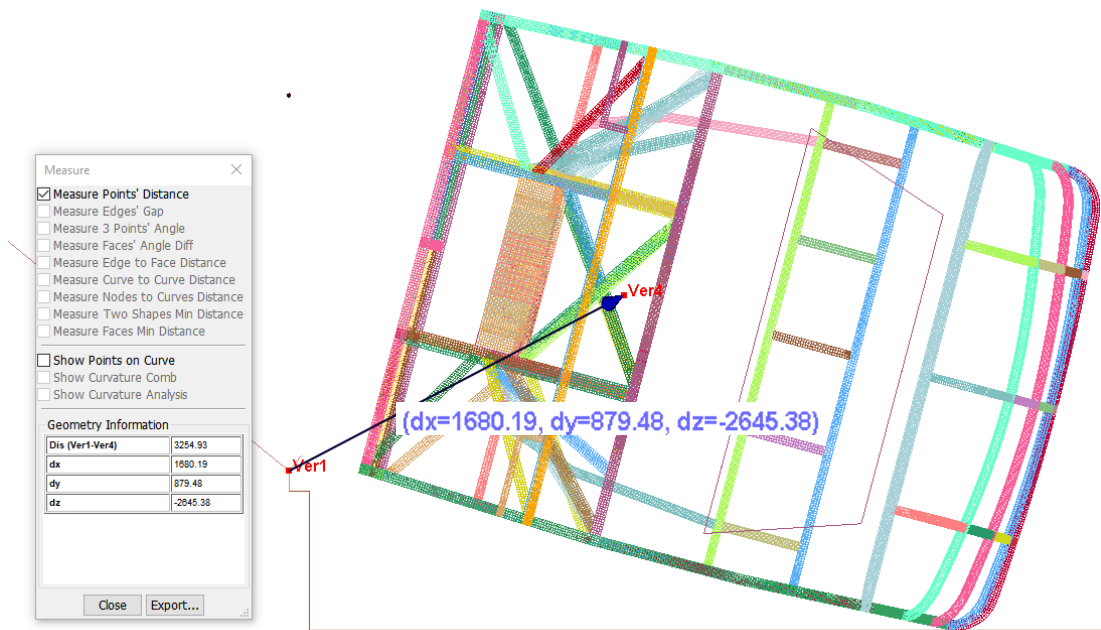 Measure
Measure Points' Distance
Measure Edges' Gap
Measure 3 Points' Angle
Measure Faces' Angle Diff
Measure Edge to Face Distance
Measure Curve to Curve Distance
Measure Nodes to Curves Distance
Measure Two Shapes Min Distance
Measure Faces Min Distance
Show Points on Curve
Show Curvature Comb
Show Curvature Analysis
Geometry Information
Dis (Ver1-Ver4) 3254.93
dx 1680.19
dy 879.48
dz -2645.38
Close Export...
Ver4
(dx=1680.19, dy=879.48, dz=-2645.38)
Ver1